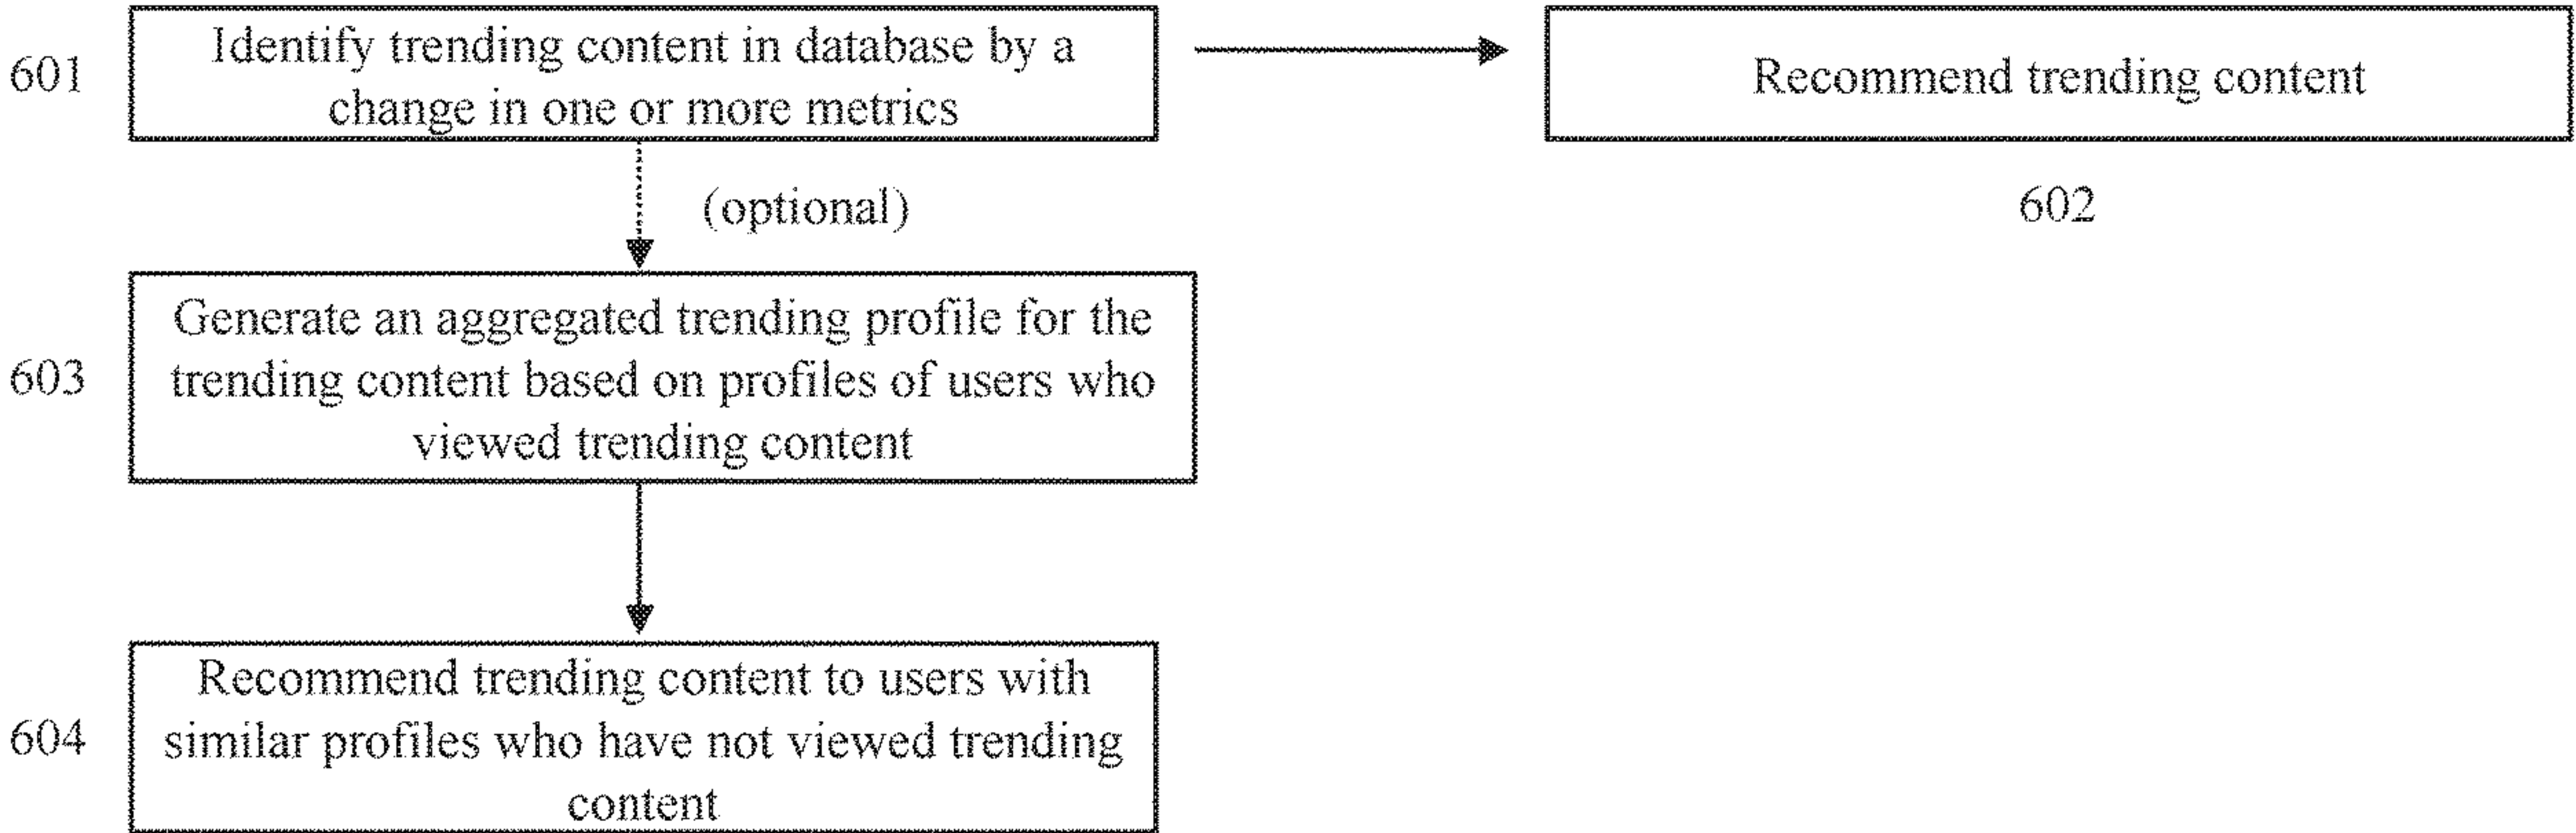 601
Identify trending content in database by a
change in one or more metrics
Recommend trending content
602
(optional)
603
Generate an aggregated trending profile for the
trending content based on profiles of users who
viewed trending content
604
Recommend trending content to users with
similar profiles who have not viewed trending
content